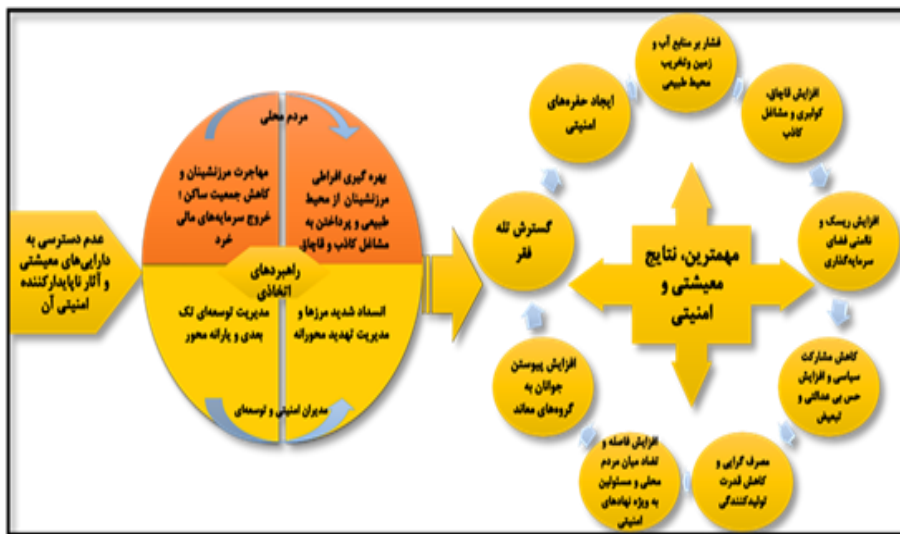 عدم دسترسی به
دارایی‌های معیشتی
و آثار ناپایدارکننده
امنیتی آن
مردم محلی
مهاجرت مرزنشینان و
کاهش جمعیت ساکن ؛
خروج سرمایه‌های مالی
خرد
بهره گیری افراطی
مرزنشینان از محیط
طبیعی و پرداختن به
مشاغل کاذب و قاچاق
راهبردهای
اتخاذی
مدیریت توسعه‌ای تک
بعدی و یارانه محور
انسداد شدید مرزها و
مدیریت تهدید محورانه
مدیران امنیتی و توسعه‌ای
مهمترین، نتایج
معیشتی و
امنیتی
فشار بر منابع آب و
زمین وتخریب
محیط طبیعی
افزایش قاچاق،
کولبری و مشاغل
کاذب
افزایش ریسک و
ناامنی فضای
سرمایه‌گذاری
کاهش مشارکت
سیاسی و افزایش
حس بی عدالتی و
تبعیض
مصرف گرایی و
کاهش قدرت
تولیدکنندگی
افزایش فاصله و
تضاد میان مردم
محلی و مسئولین
به ویژه نهادهای
امنیتی
افزایش پیوستن
جوانان به
گروه‌های معاند
گسترش تله
فقر
ایجاد حفره‌های
امنیتی